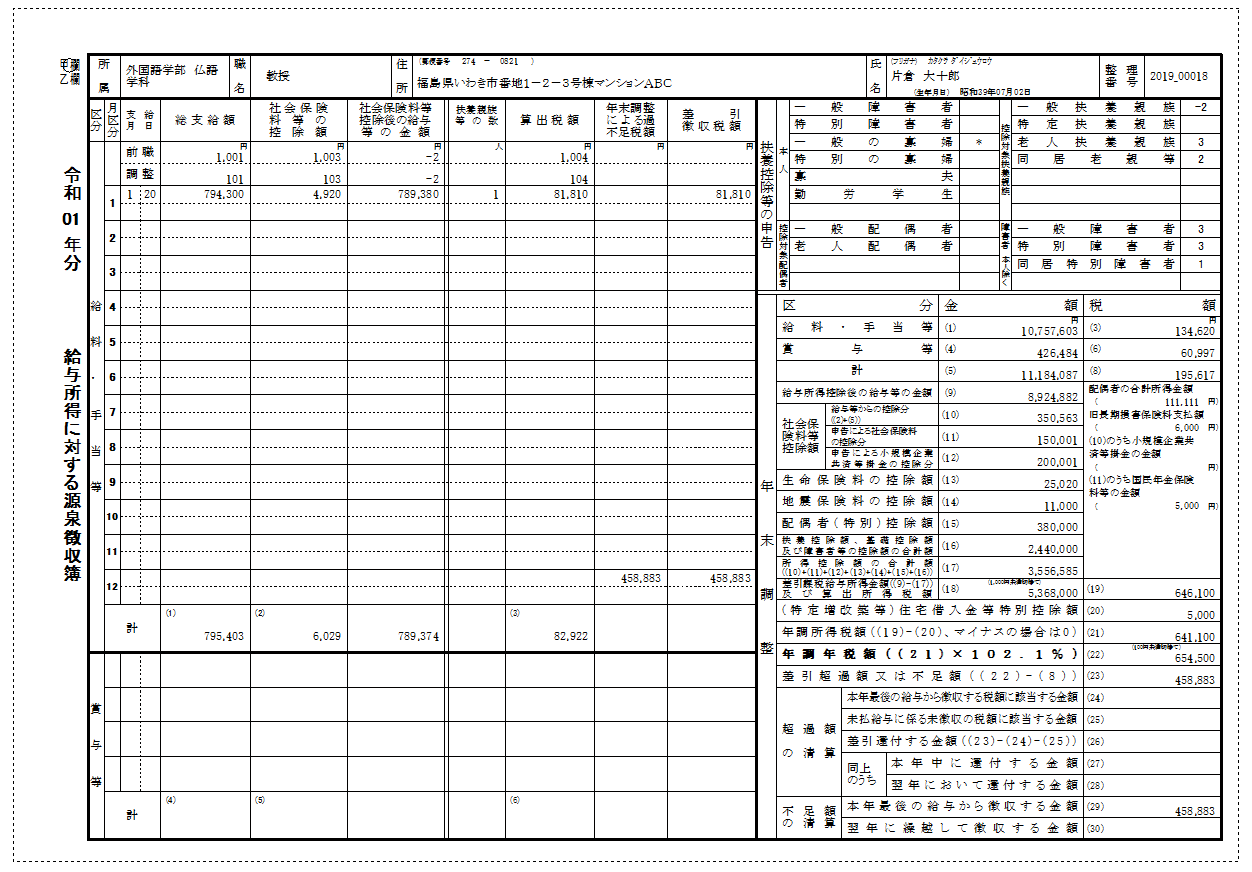 甲欄
乙欄
所属
外国語学部 仏語
学科
職名
教授
住所
(郵便番号 274 － 0821 )
福島県いわき市番地１－２－３号棟マンションABC
氏名
(フリガナ) カタクラ ダイジュウロウ
片倉 大十郎
(生年月日) 昭和39年07月02日
整理番号
2019_00018
令和 01 年分 給与所得に対する源泉徴収簿
区分
月区分
支給月日
総支給額
社会保険料等の控除額
社会保険料等控除後の給与等の金額
扶養親族等の数
算出税額
年末調整による過不足税額
差引徴収税額
前職 円 1,001 円 1,003 円 -2 人 円 1,004 円 円
調整 101 103 -2 104
給料・手当等
1 1 20 794,300 4,920 789,380 1 81,810 81,810
2
3
4
5
6
7
8
9
10
11
12 458,883 458,883
計 (1) 795,403 (2) 6,029 789,374 (3) 82,922
賞与等
計 (4) (5) (6)
扶養控除等の申告
本人
一般障害者
特別障害者
一般の寡婦 *
特別の寡婦
寡夫
勤労学生
控除対象配偶者
一般配偶者
老人配偶者
控除対象扶養親族
一般扶養親族 -2
特定扶養親族
老人扶養親族 3
同居老親等 2
障害者 本人除く
一般障害者 3
特別障害者 3
同居特別障害者 1
年末調整
区分 金額 税額
給料・手当等 (1) 円 10,757,603 (3) 円 134,620
賞与等 (4) 426,484 (6) 60,997
計 (5) 11,184,087 (8) 195,617
給与所得控除後の給与等の金額 (9) 8,924,882
配偶者の合計所得金額
( 111,111 円)
社会保険料等控除額
給与等からの控除分
((2)+(5)) (10) 350,563
旧長期損害保険料支払額
( 6,000 円)
申告による社会保険料
の控除分 (11) 150,001
(10)のうち小規模企業共
済等掛金の金額
( 円)
申告による小規模企業
共済等掛金の控除分 (12) 200,001
生命保険料の控除額 (13) 25,020
(11)のうち国民年金保険
料等の金額
( 5,000 円)
地震保険料の控除額 (14) 11,000
配偶者(特別)控除額 (15) 380,000
扶養控除額、基礎控除額
及び障害者等の控除額の合計額 (16) 2,440,000
所得控除額の合計額
((10)+(11)+(12)+(13)+(14)+(15)+(16)) (17) 3,556,585
差引課税給与所得金額((9)-(17))
及び算出所得税額 (18) (1,000円未満切捨て) 5,368,000 (19) 646,100
(特定増改築等)住宅借入金等特別控除額 (20) 5,000
年調所得税額((19)-(20)、マイナスの場合は0) (21) 641,100
年調年税額((21)×102.1%) (22) (100円未満切捨て) 654,500
差引超過額又は不足額((22)-(8)) (23) 458,883
超過額の清算
本年最後の給与から徴収する税額に該当する金額 (24)
未払給与に係る未徴収の税額に該当する金額 (25)
差引還付する金額((23)-(24)-(25)) (26)
同上のうち
本年中に還付する金額 (27)
翌年において還付する金額 (28)
不足額の清算
本年最後の給与から徴収する金額 (29) 458,883
翌年に繰越して徴収する金額 (30)